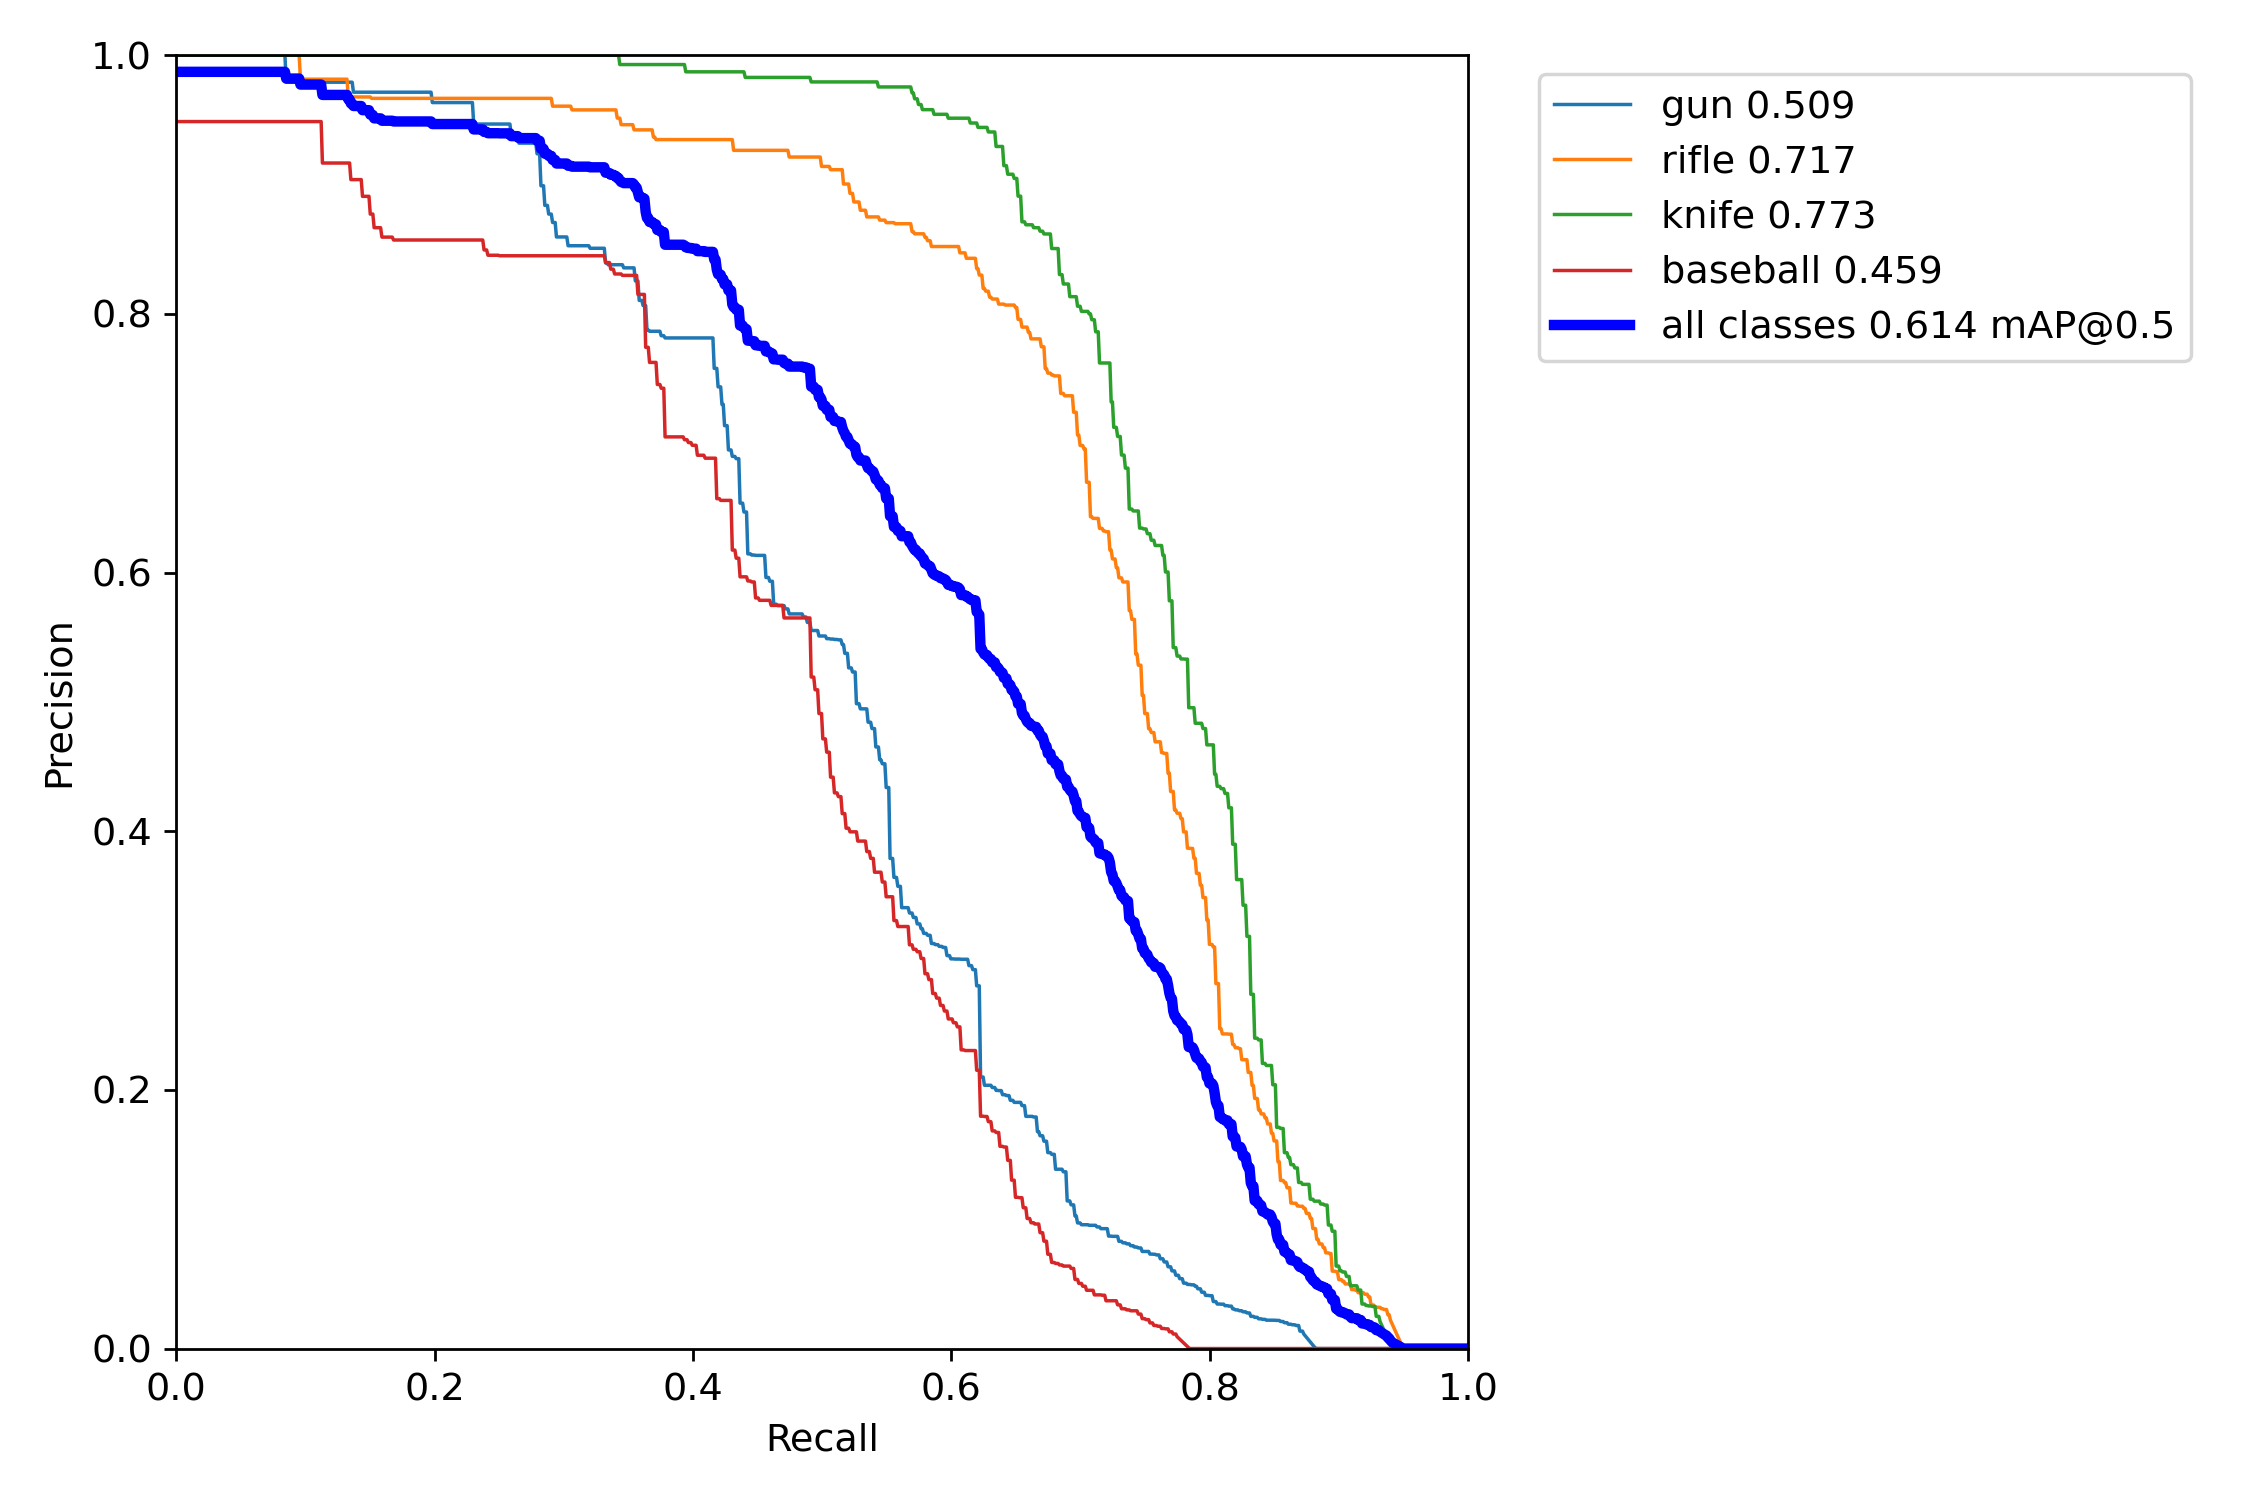 1.0
0.8
0.6
0.4
0.2
0.0
Precision
0.0 0.2 0.4 0.6 0.8 1.0
Recall
gun 0.509
rifle 0.717
knife 0.773
baseball 0.459
all classes 0.614 mAP@0.5